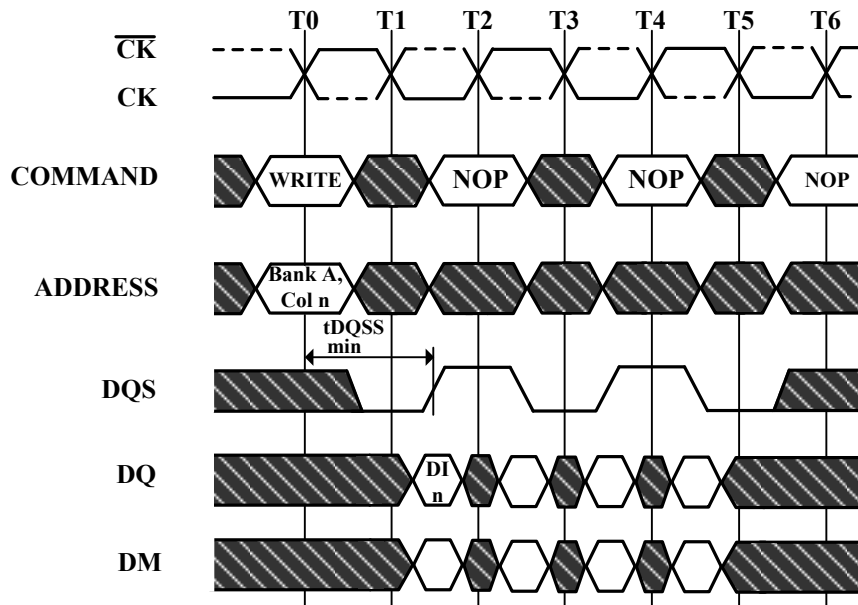 T0 T1 T2 T3 T4 T5 T6
CK
CK
COMMAND WRITE NOP NOP NOP
ADDRESS Bank A,
Col n
tDQSS
min
DQS
DQ DI
n
DM